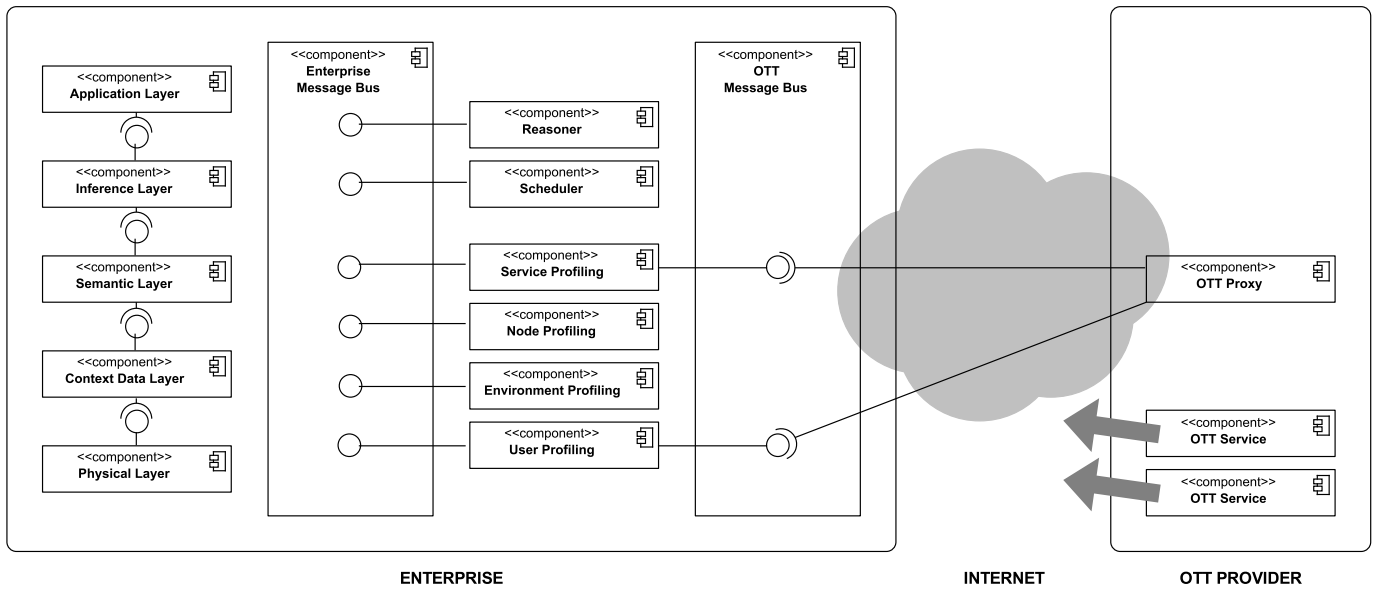 <<component>>
Application Layer
<<component>>
Inference Layer
<<component>>
Semantic Layer
<<component>>
Context Data Layer
<<component>>
Physical Layer
<<component>>
Enterprise
Message Bus
<<component>>
Reasoner
<<component>>
Scheduler
<<component>>
Service Profiling
<<component>>
Node Profiling
<<component>>
Environment Profiling
<<component>>
User Profiling
<<component>>
OTT
Message Bus
<<component>>
OTT Proxy
<<component>>
OTT Service
<<component>>
OTT Service
ENTERPRISE
INTERNET
OTT PROVIDER